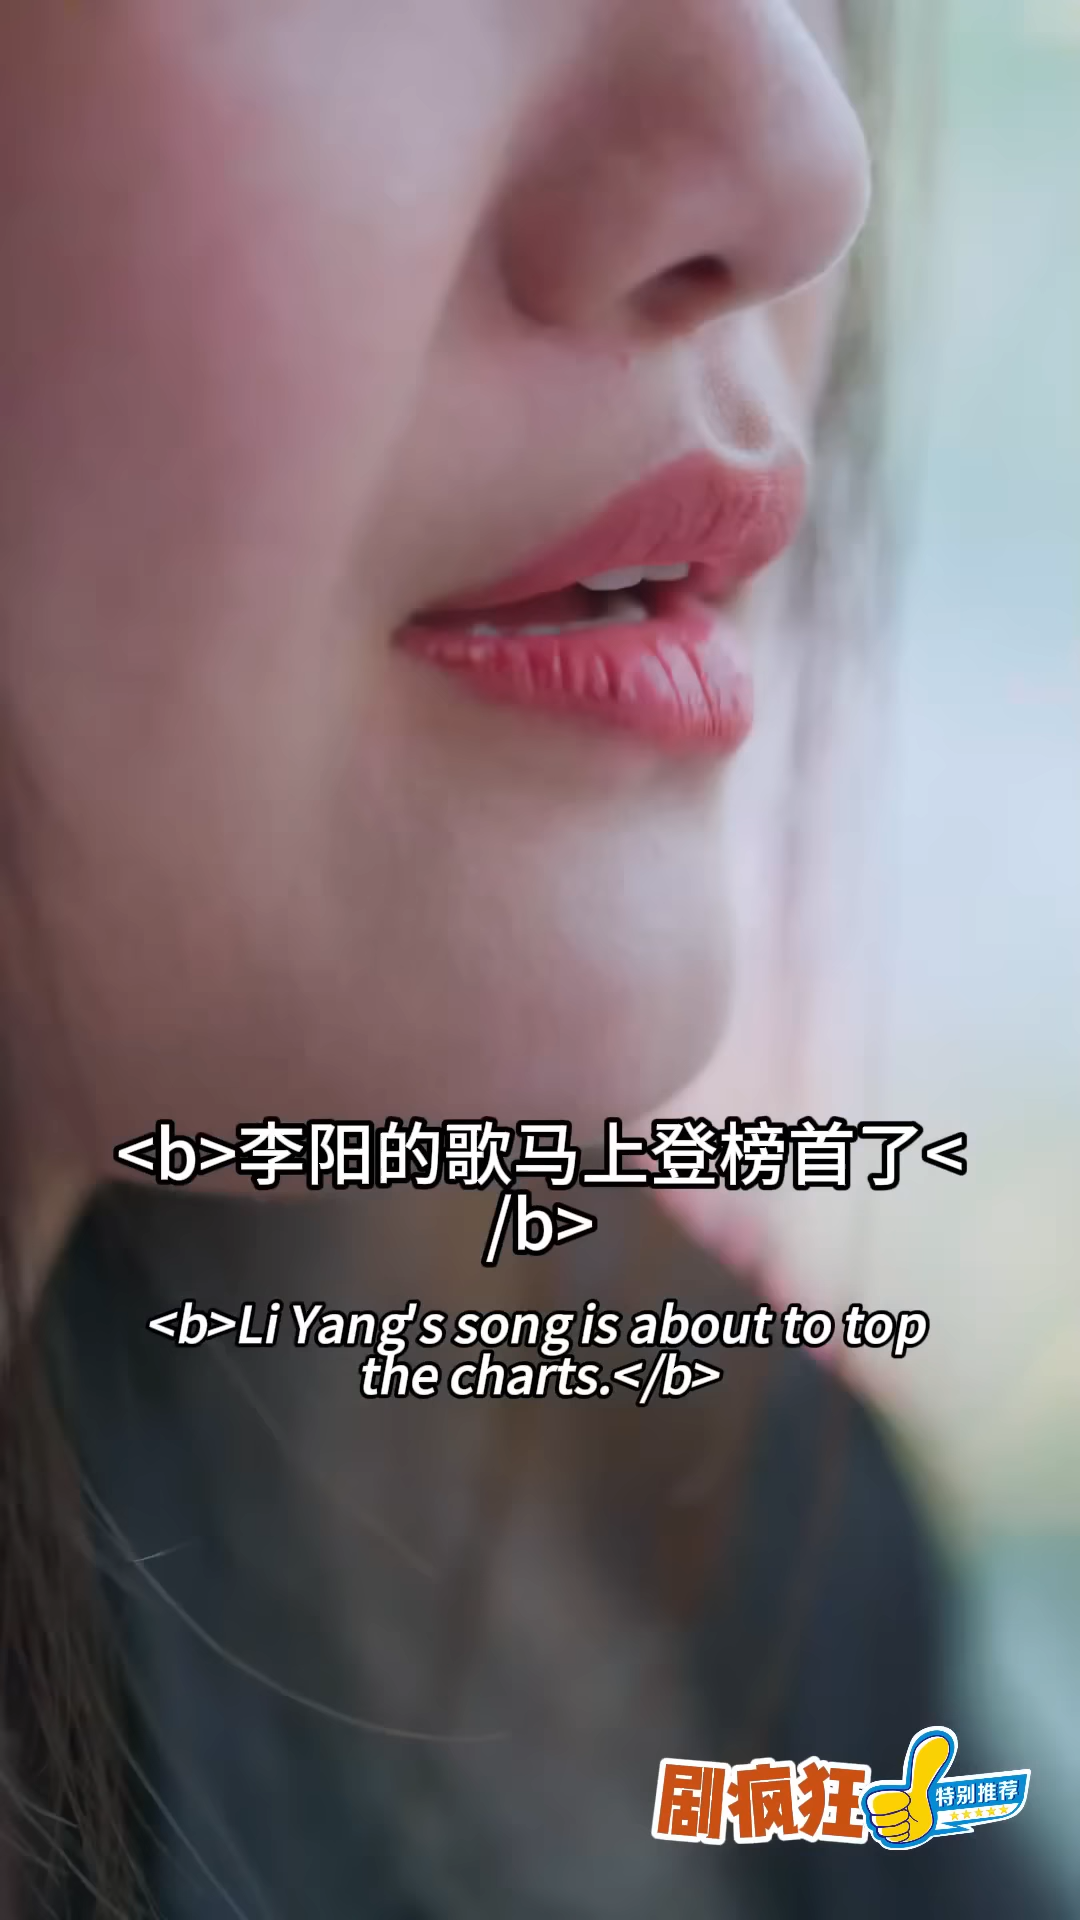 <b>李阳的歌马上登榜首了<
/b>
<b>Li Yang's song is about to top
the charts.</b>
剧疯狂
特别推荐